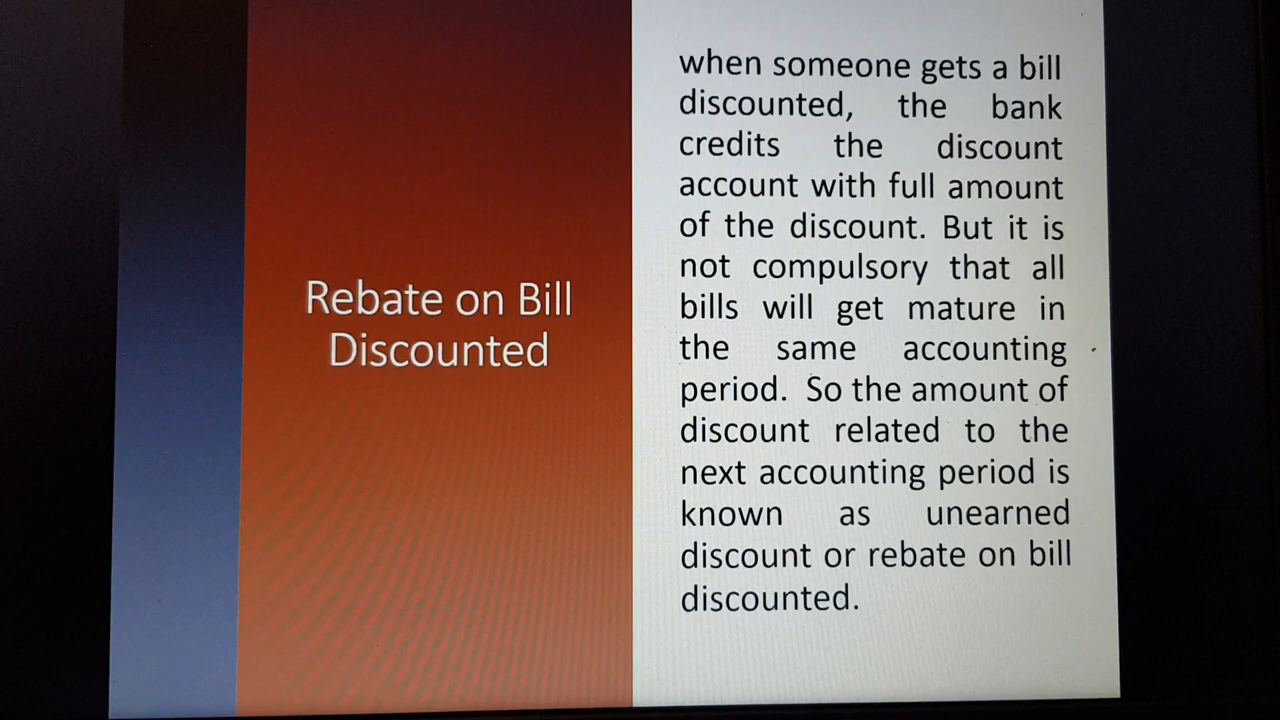 Rebate on Bill
Discounted
when someone gets a bill
discounted, the bank
credits the discount
account with full amount
of the discount. But it is
not compulsory that all
bills will get mature in
the same accounting
period. So the amount of
discount related to the
next accounting period is
known as unearned
discount or rebate on bill
discounted.